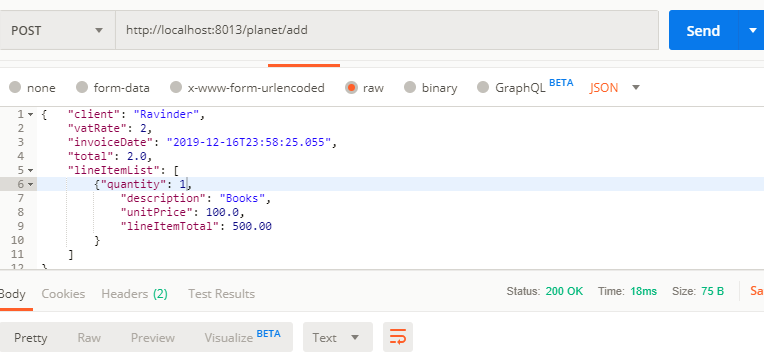 POST http://localhost:8013/planet/add Send
none form-data x-www-form-urlencoded raw binary GraphQL BETA JSON
1 { "client": "Ravinder",
2 "vatRate": 2,
3 "invoiceDate": "2019-12-16T23:58:25.055",
4 "total": 2.0,
5 "lineItemList": [
6 {"quantity": 1,
7 "description": "Books",
8 "unitPrice": 100.0,
9 "lineItemTotal": 500.00
10 }
11 ]
12 }
Body Cookies Headers (2) Test Results Status: 200 OK Time: 18ms Size: 75 B Sa
Pretty Raw Preview Visualize BETA Text